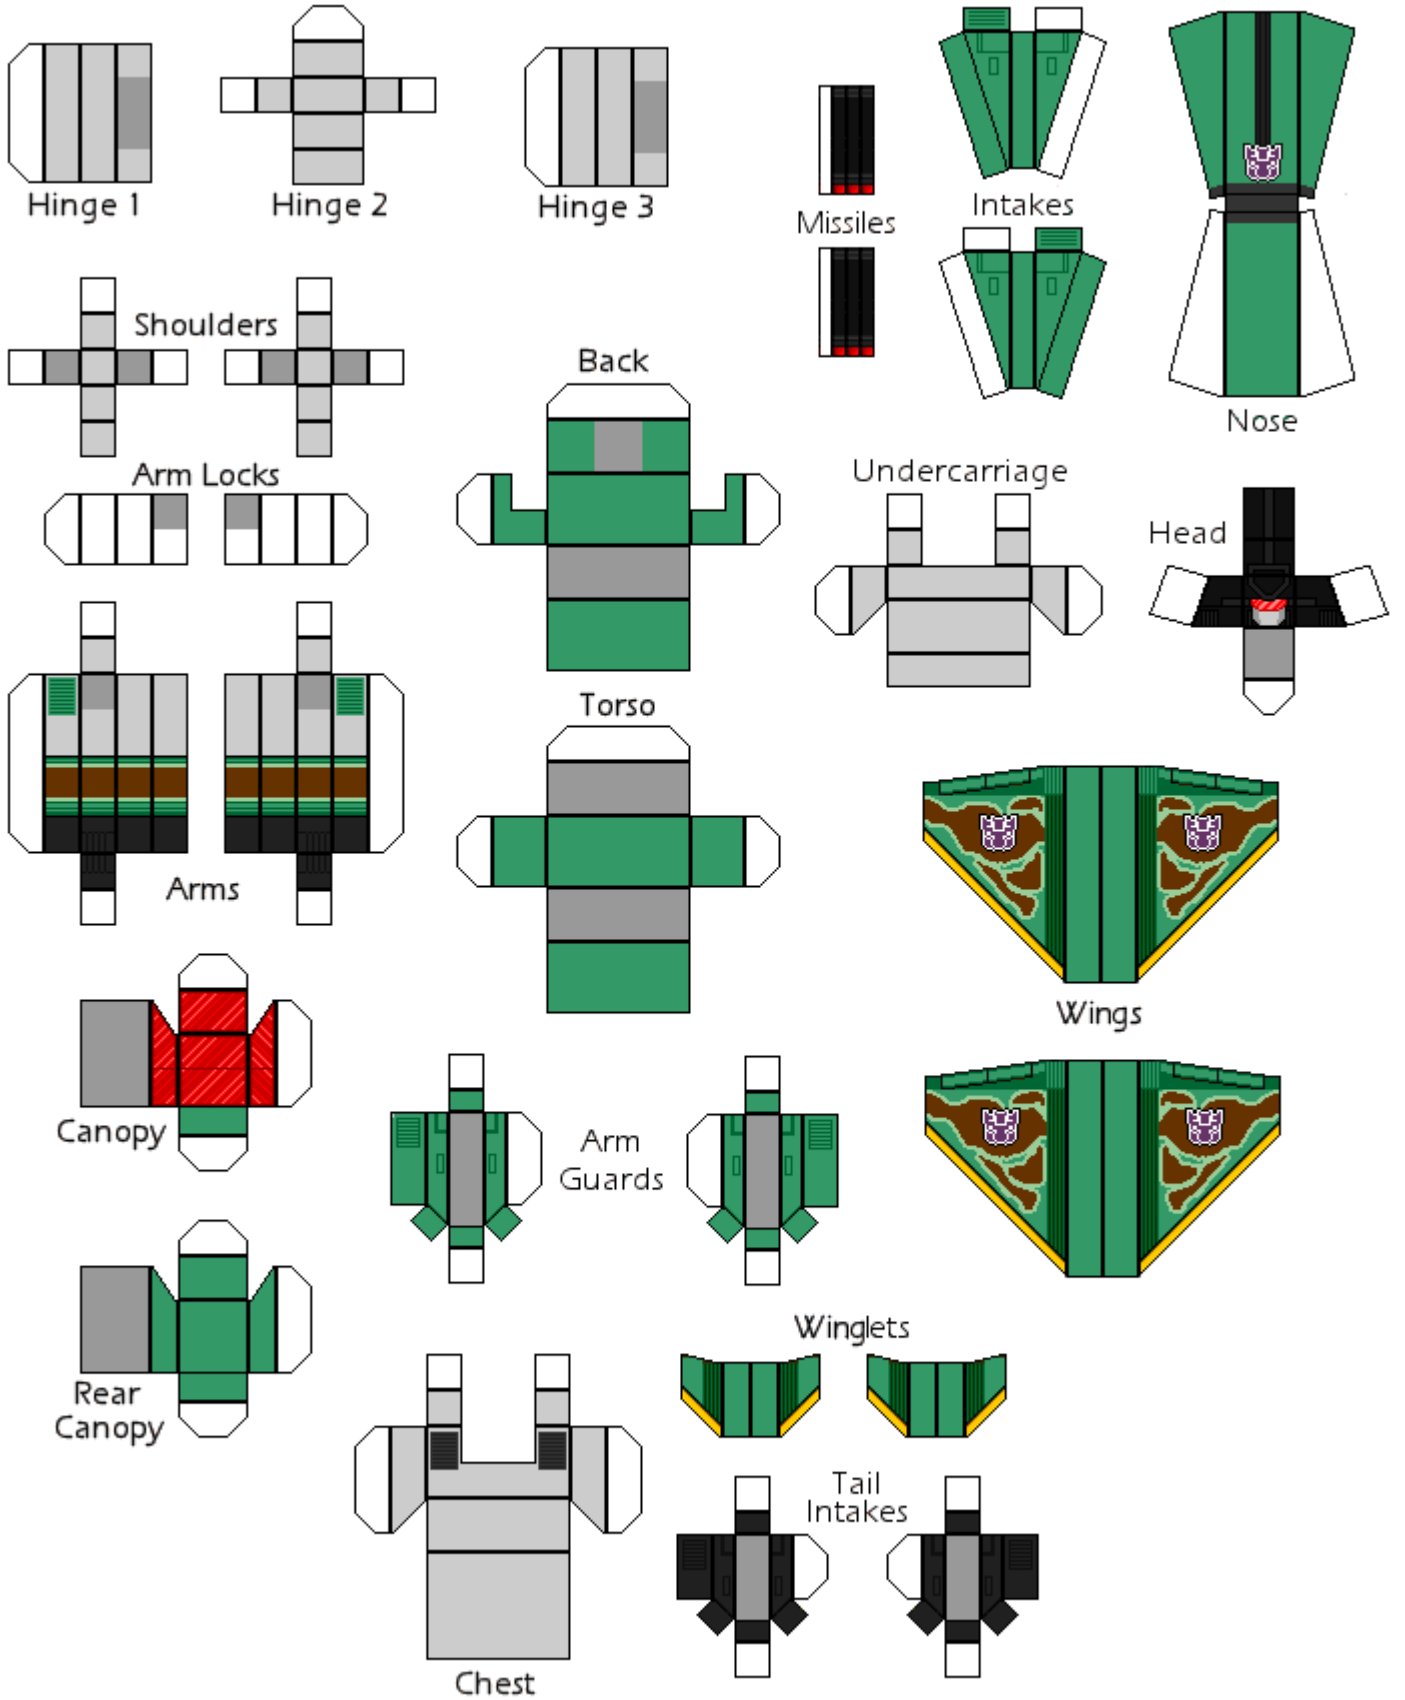 Hinge 1
Hinge 2
Hinge 3
Missiles
Intakes
Nose
Shoulders
Arm Locks
Arms
Back
Undercarriage
Head
Torso
Wings
Canopy
Arm
Guards
Rear
Canopy
Winglets
Tail
Intakes
Chest